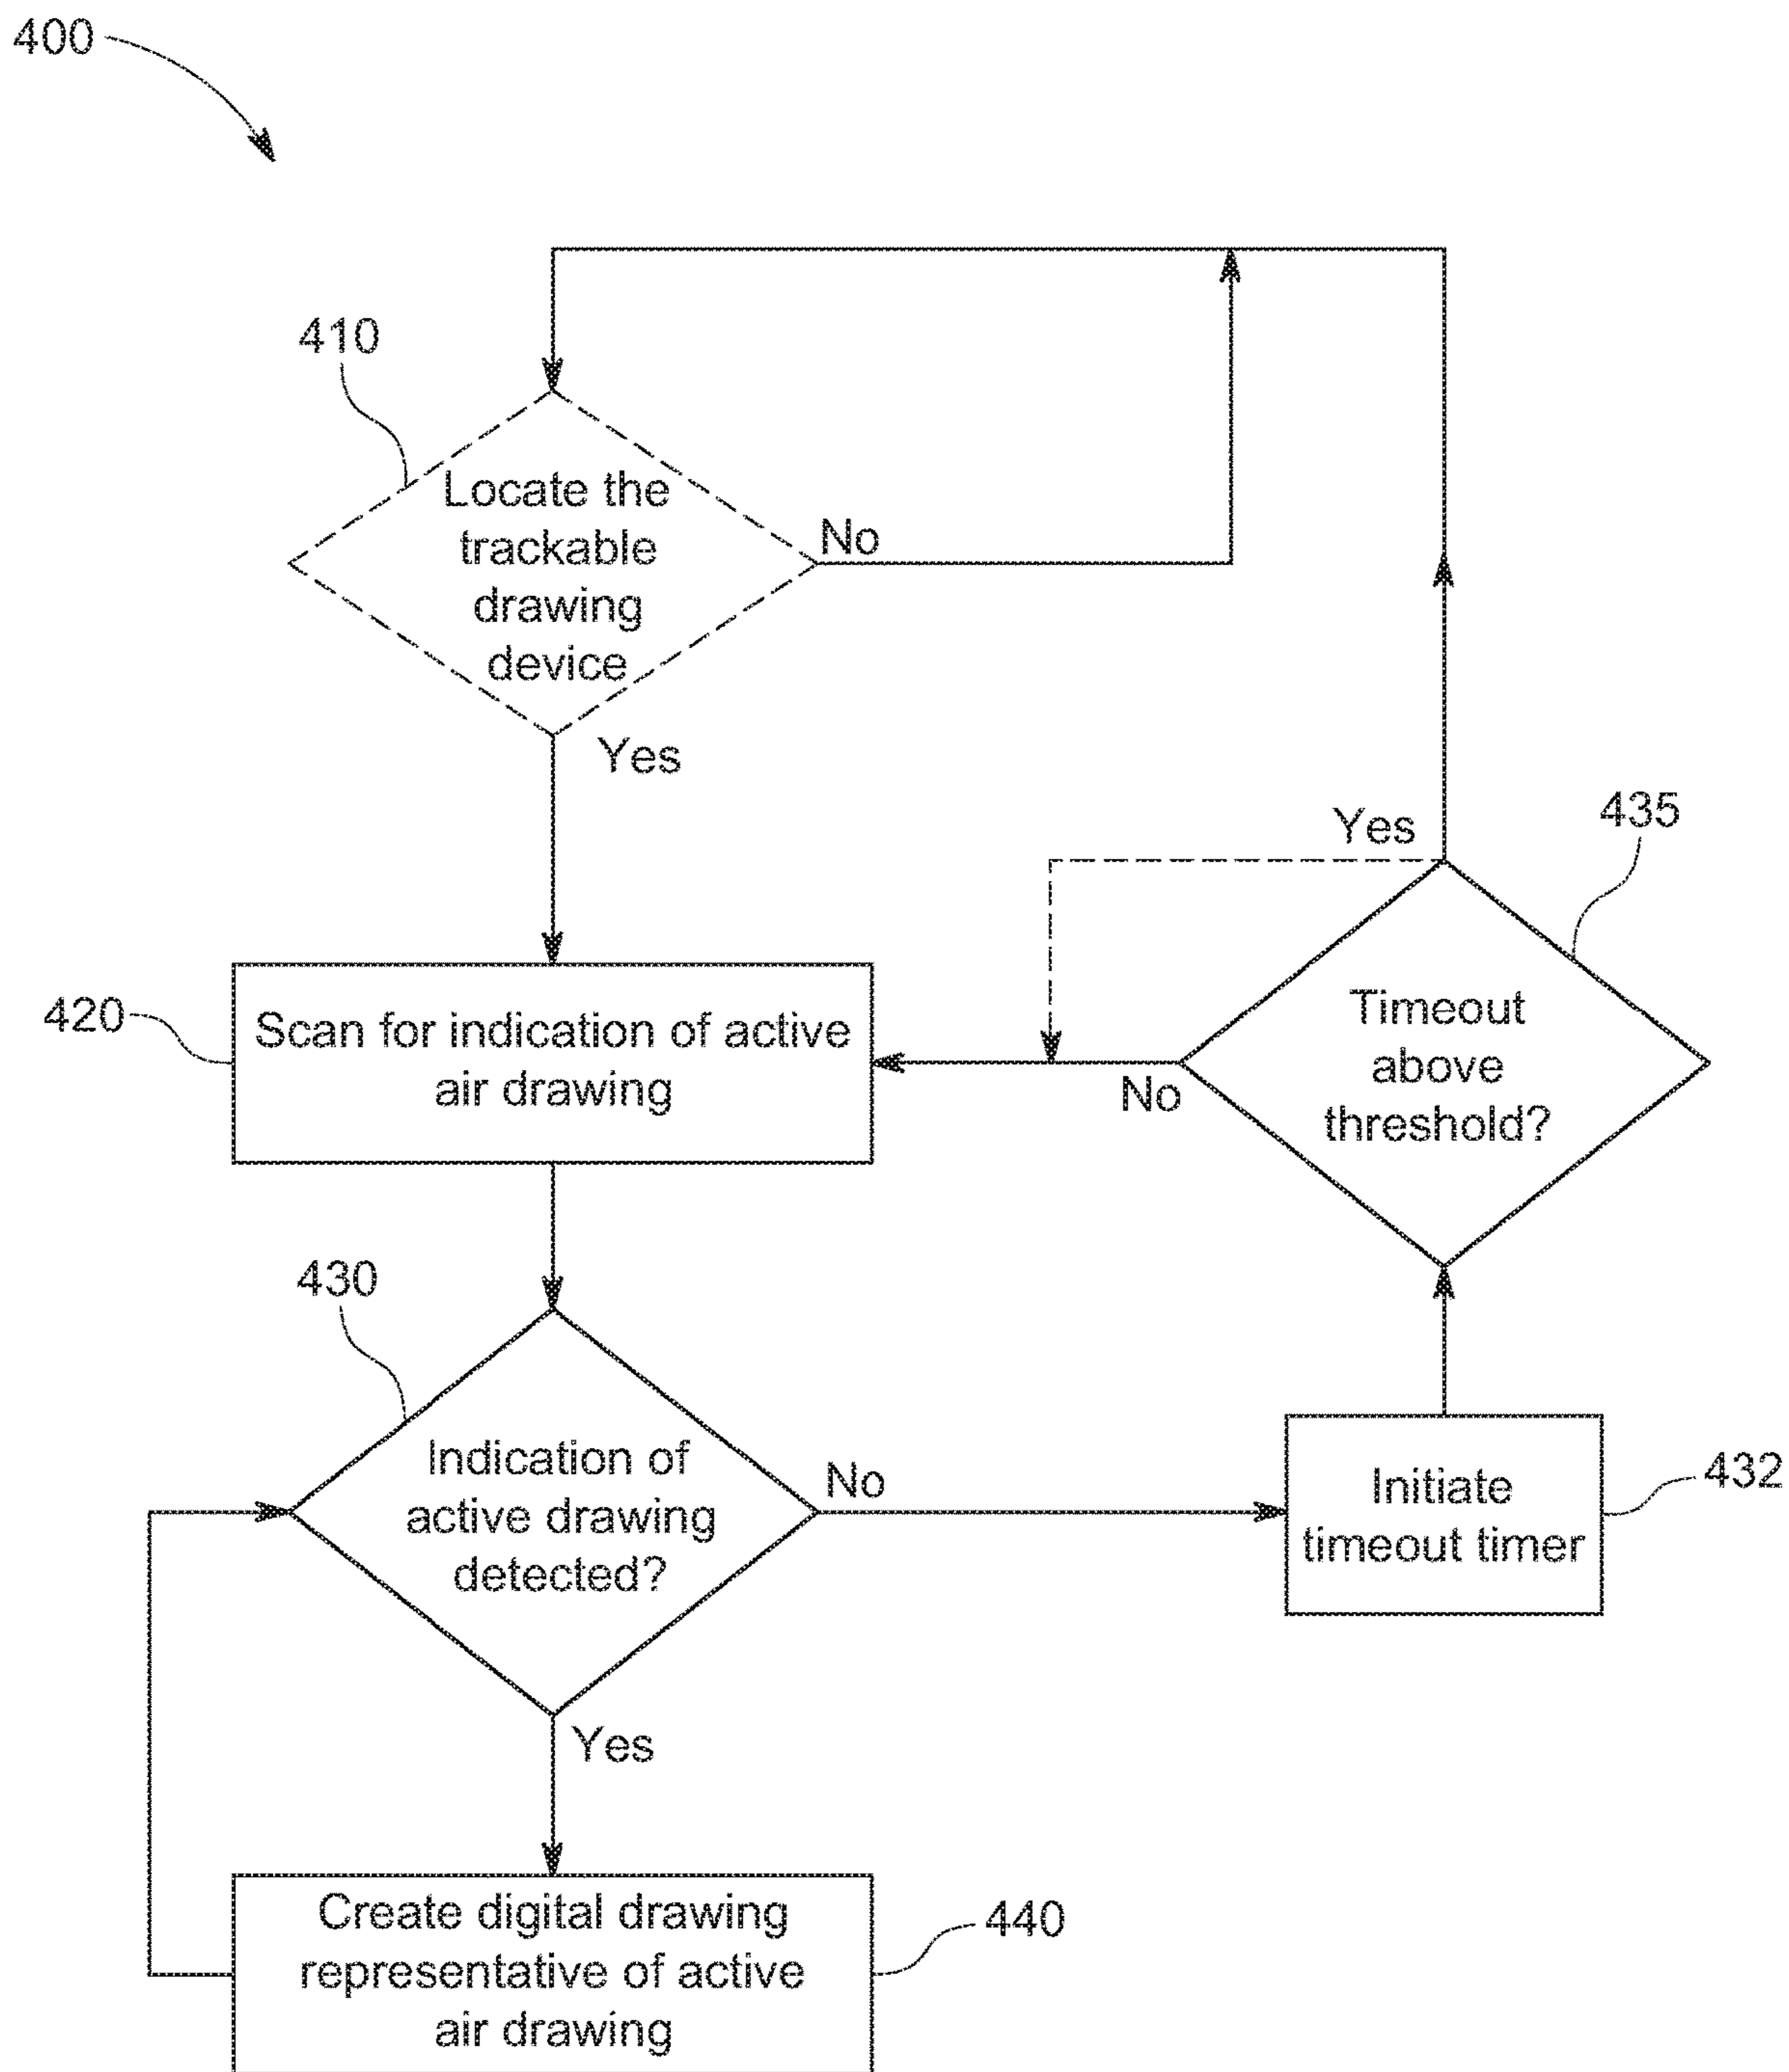 400
410
Locate the
trackable
drawing
device
No
Yes
Yes
435
Timeout
above
threshold?
No
420
Scan for indication of active
air drawing
430
Indication of
active drawing
detected?
No
Initiate
timeout timer
432
Yes
Create digital drawing
representative of active
air drawing
440